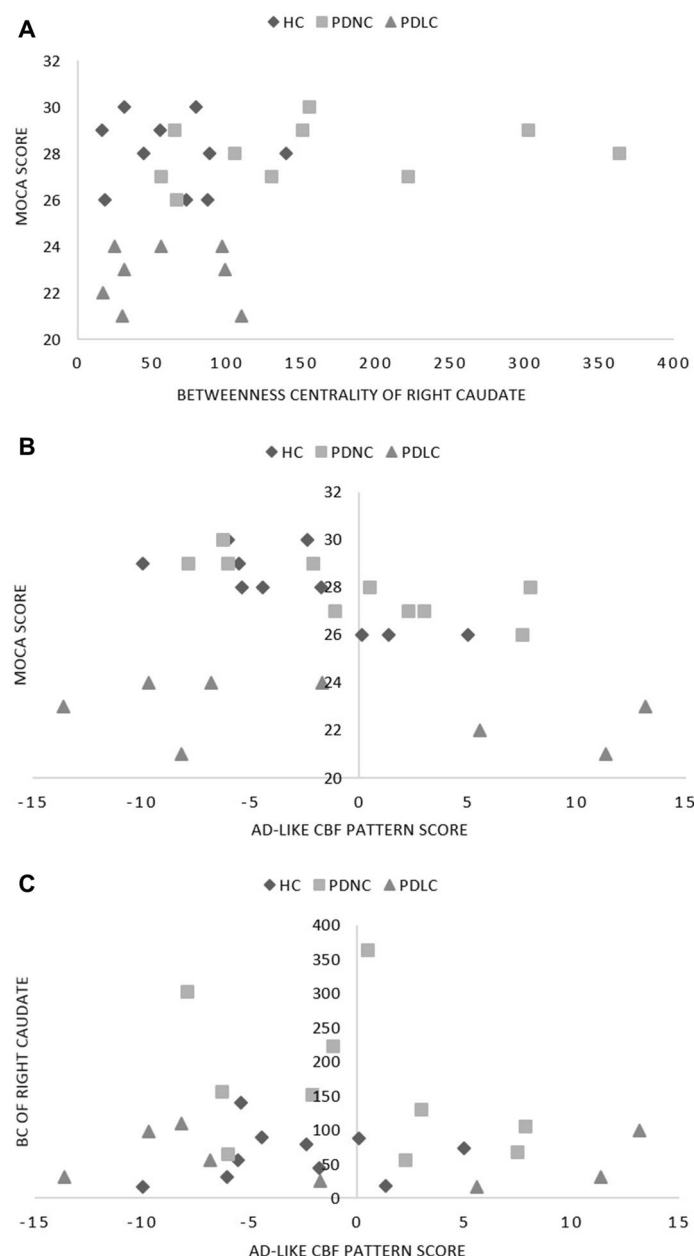 A
HC PDNC PDLC
32
30
28
26
24
22
20
MOCA SCORE
0 50 100 150 200 250 300 350 400
BETWEENNESS CENTRALITY OF RIGHT CAUDATE
B
HC PDNC PDLC
32
30
28
26
24
22
20
MOCA SCORE
-15 -10 -5 0 5 10 15
AD-LIKE CBF PATTERN SCORE
C
HC PDNC PDLC
400
350
300
250
200
150
100
50
0
BC OF RIGHT CAUDATE
-15 -10 -5 0 5 10 15
AD-LIKE CBF PATTERN SCORE